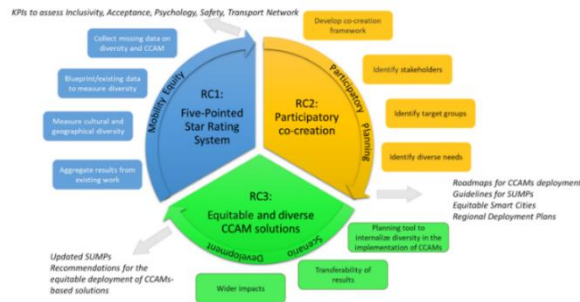 KPIs to assess Inclusivity, Acceptance, Psychology, Safety, Transport Network
Collect missing data on
diversity and CCAM
Blueprint/existing data
to measure diversity
Measure cultural and
geographical diversity
Aggregate results from
existing work
Mobility Equity
RC1:
Five-Pointed
Star Rating
System
Develop co-creation
framework
Identify stakeholders
Identify target groups
Identify diverse needs
Participatory
Planning
RC2:
Participatory
co-creation
Roadmaps for CCAMs deployment
Guidelines for SUMPs
Equitable Smart Cities
Regional Deployment Plans
RC3:
Equitable and diverse
CCAM solutions
Scenario
Development
Planning tool to
internalize diversity in the
implementation of CCAMs
Transferability of
results
Wider impacts
Updated SUMPs
Recommendations for the
equitable deployment of CCAMs-
based solutions